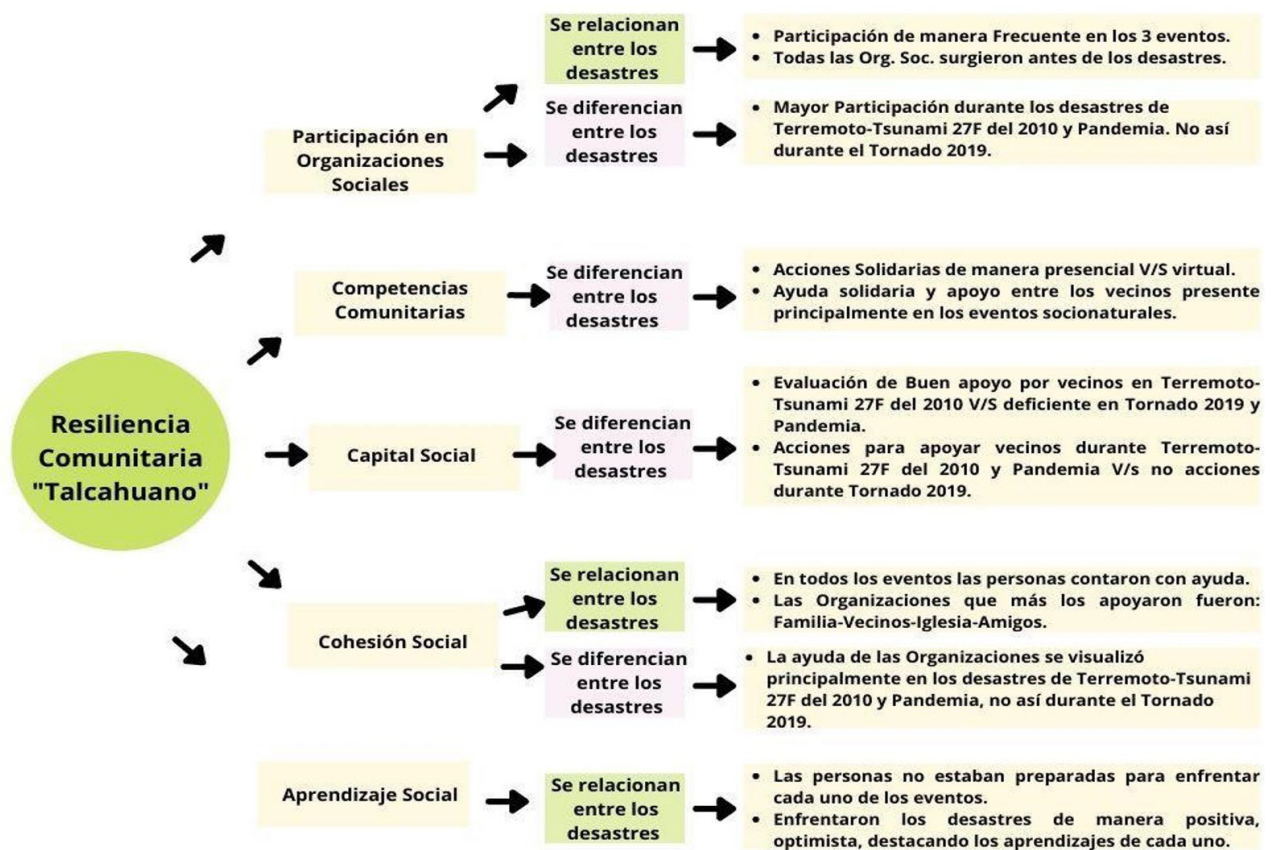 Resiliencia
Comunitaria
"Talcahuano"
Participación en
Organizaciones
Sociales
Se relacionan
entre los
desastres
• Participación de manera Frecuente en los 3 eventos.
• Todas las Org. Soc. surgieron antes de los desastres.
Se diferencian
entre los
desastres
• Mayor Participación durante los desastres de
Terremoto-Tsunami 27F del 2010 y Pandemia. No así
durante el Tornado 2019.
Competencias
Comunitarias
Se diferencian
entre los
desastres
• Acciones Solidarias de manera presencial V/S virtual.
• Ayuda solidaria y apoyo entre los vecinos presente
principalmente en los eventos socionaturales.
Capital Social
Se diferencian
entre los
desastres
• Evaluación de Buen apoyo por vecinos en Terremoto-
Tsunami 27F del 2010 V/S deficiente en Tornado 2019 y
Pandemia.
• Acciones para apoyar vecinos durante Terremoto-
Tsunami 27F del 2010 y Pandemia V/s no acciones
durante Tornado 2019.
Cohesión Social
Se relacionan
entre los
desastres
• En todos los eventos las personas contaron con ayuda.
• Las Organizaciones que más los apoyaron fueron:
Familia-Vecinos-Iglesia-Amigos.
Se diferencian
entre los
desastres
• La ayuda de las Organizaciones se visualizó
principalmente en los desastres de Terremoto-Tsunami
27F del 2010 y Pandemia, no así durante el Tornado
2019.
Aprendizaje Social
Se relacionan
entre los
desastres
• Las personas no estaban preparadas para enfrentar
cada uno de los eventos.
• Enfrentaron los desastres de manera positiva,
optimista, destacando los aprendizajes de cada uno.